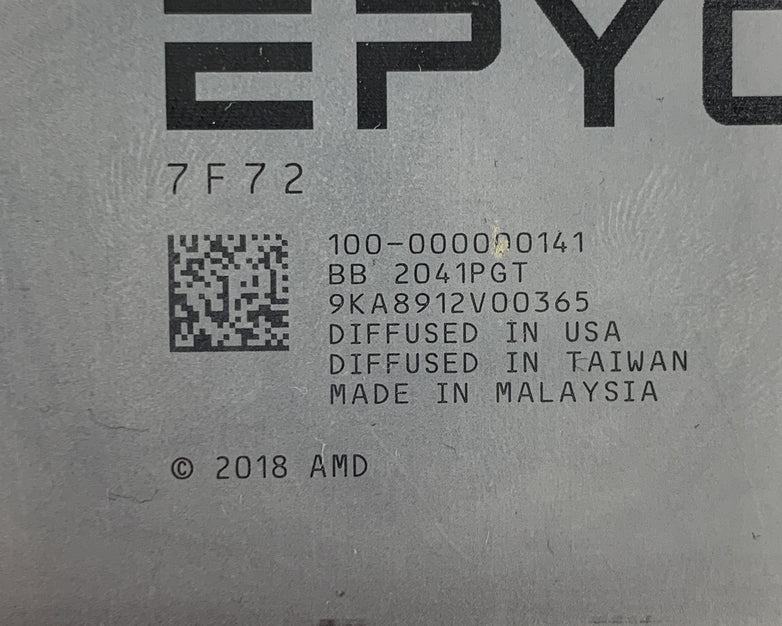 EPYC
7F72
100-000000141
BB 2041PGT
9KA8912V00365
DIFFUSED IN USA
DIFFUSED IN TAIWAN
MADE IN MALAYSIA
© 2018 AMD